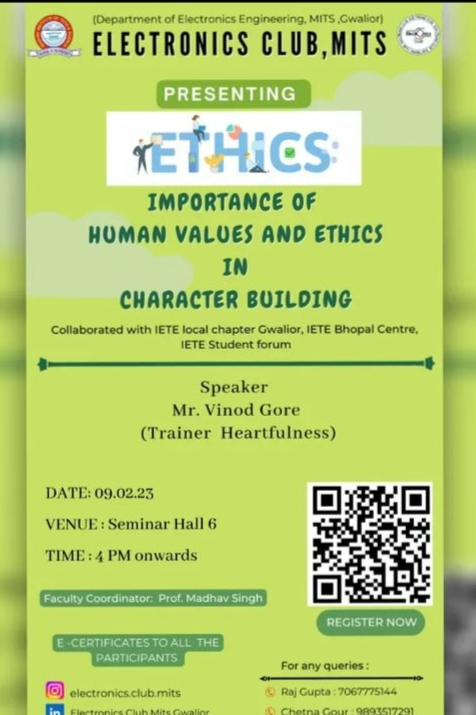 (Department of Electronics Engineering, MITS ,Gwalior)
ELECTRONICS CLUB,MITS
PRESENTING
ETHICS
IMPORTANCE OF
HUMAN VALUES AND ETHICS
IN
CHARACTER BUILDING
Collaborated with IETE local chapter Gwalior, IETE Bhopal Centre,
IETE Student forum
Speaker
Mr. Vinod Gore
(Trainer Heartfulness)
DATE: 09.02.23
VENUE : Seminar Hall 6
TIME : 4 PM onwards
Faculty Coordinator: Prof. Madhav Singh
REGISTER NOW
E -CERTIFICATES TO ALL THE
PARTICIPANTS
For any queries :
electronics.club.mits
Raj Gupta : 7067775144
Electronics Club Mits Gwalior
Chetna Gour : 9893517291